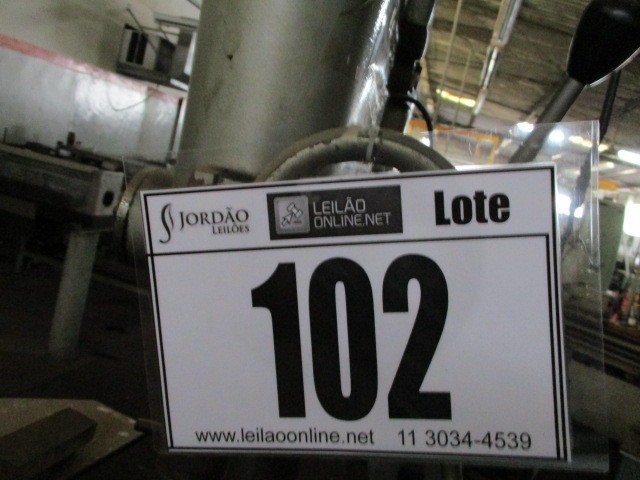 JORDÃO
LEILÕES
LEILÃO
ONLINE.NET
Lote
102
www.leilaoonline.net 11 3034-4539